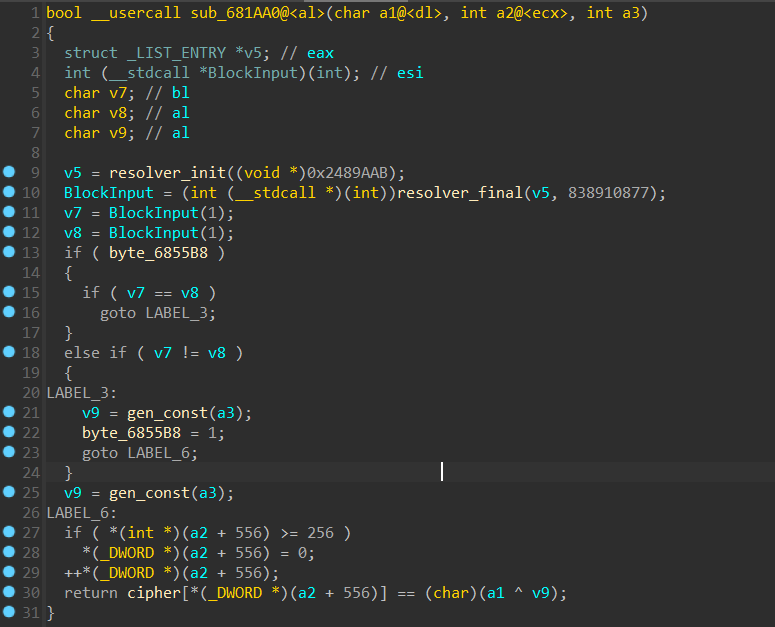 1 bool __usercall sub_681AA0@<al>(char a1@<dl>, int a2@<ecx>, int a3)
2 {
3   struct _LIST_ENTRY *v5; // eax
4   int (__stdcall *BlockInput)(int); // esi
5   char v7; // bl
6   char v8; // al
7   char v9; // al
8
9   v5 = resolver_init((void *)0x2489AAB);
10   BlockInput = (int (__stdcall *)(int))resolver_final(v5, 838910877);
11   v7 = BlockInput(1);
12   v8 = BlockInput(1);
13   if ( byte_6855B8 )
14   {
15     if ( v7 == v8 )
16       goto LABEL_3;
17   }
18   else if ( v7 != v8 )
19   {
20 LABEL_3:
21     v9 = gen_const(a3);
22     byte_6855B8 = 1;
23     goto LABEL_6;
24   }
25   v9 = gen_const(a3);
26 LABEL_6:
27   if ( *(int *)(a2 + 556) >= 256 )
28     *(_DWORD *)(a2 + 556) = 0;
29   ++*(_DWORD *)(a2 + 556);
30   return cipher[*(_DWORD *)(a2 + 556)] == (char)(a1 ^ v9);
31 }